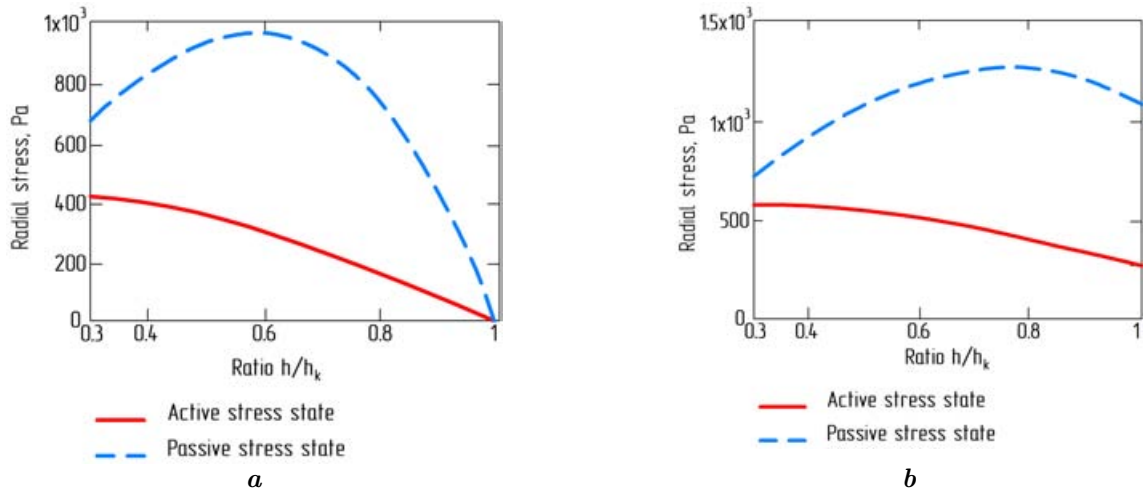 1x10³
800
600
400
200
0
Radial stress, Pa
0.3 0.4 0.6 0.8 1
Ratio h/hₖ
Active stress state
Passive stress state
a
1.5x10³
1x10³
500
0
Radial stress, Pa
0.3 0.4 0.6 0.8 1
Ratio h/hₖ
Active stress state
Passive stress state
b